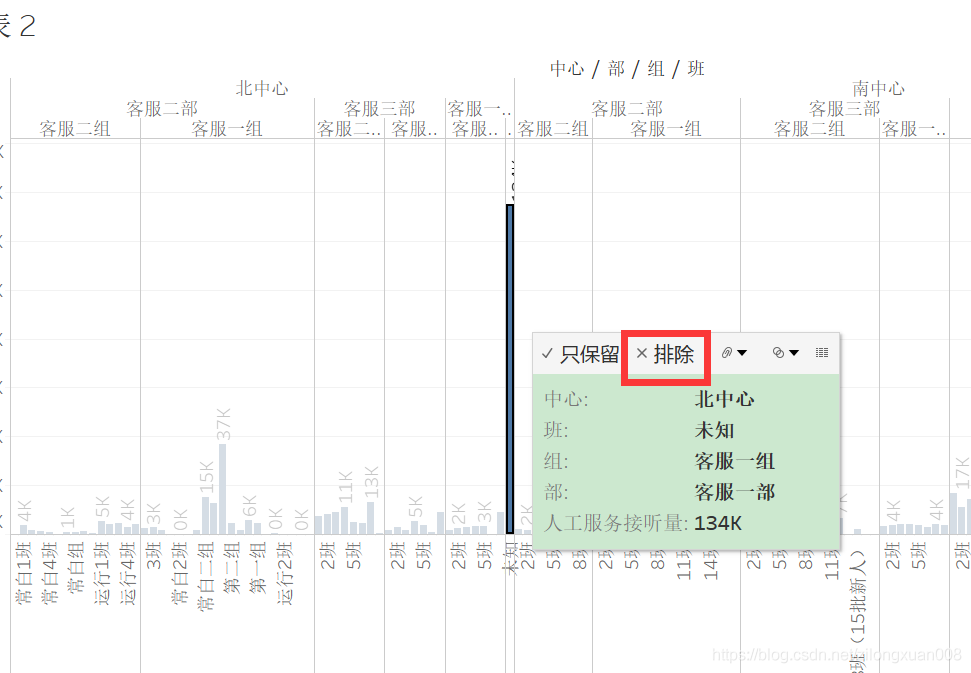 表 2
中心 / 部 / 组 / 班
北中心 南中心
客服二部 客服三部 客服一.. 客服二部 客服三部
客服二组 客服一组 客服二.. 客服.. 客服.. 客服二组 客服一组 客服二组 客服一..
✓ 只保留 × 排除
中心: 北中心
班: 未知
组: 客服一组
部: 客服一部
人工服务接听量: 134K
4K 1K 5K 4K 3K 0K 15K 37K 6K 0K 0K 11K 13K 5K 2K 3K 2K 4K 4K 17K
常白1班 常白4班 常白组 运行1班 运行4班 3班 常白2班 常白二组 第二组 第一组 运行2班 2班 5班 2班 5班 2班 5班 未知 2班 5班 8班 2班 5班 8班 11班 14班 2班 5班 8班 11班 8班（15批新人） 2班 5班 2班
https://blog.csdn.net/ailongxuan008